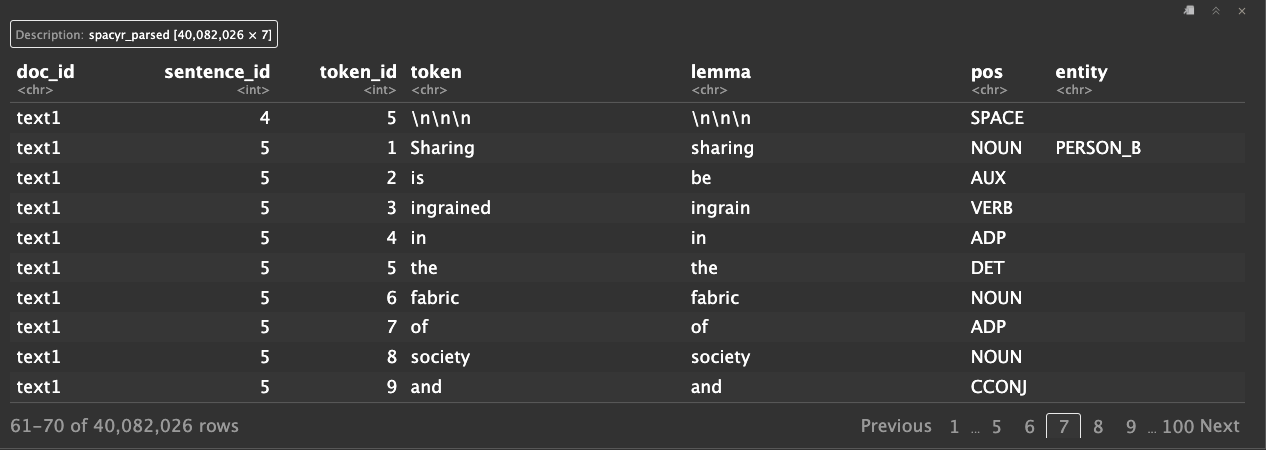 Description: spacyr_parsed [40,082,026 × 7]
doc_id sentence_id token_id token lemma pos entity
<chr> <int> <int> <chr> <chr> <chr> <chr>
text1 4 5 \n\n\n \n\n\n SPACE
text1 5 1 Sharing sharing NOUN PERSON_B
text1 5 2 is be AUX
text1 5 3 ingrained ingrain VERB
text1 5 4 in in ADP
text1 5 5 the the DET
text1 5 6 fabric fabric NOUN
text1 5 7 of of ADP
text1 5 8 society society NOUN
text1 5 9 and and CCONJ
61-70 of 40,082,026 rows Previous 1 ... 5 6 7 8 9 ... 100 Next